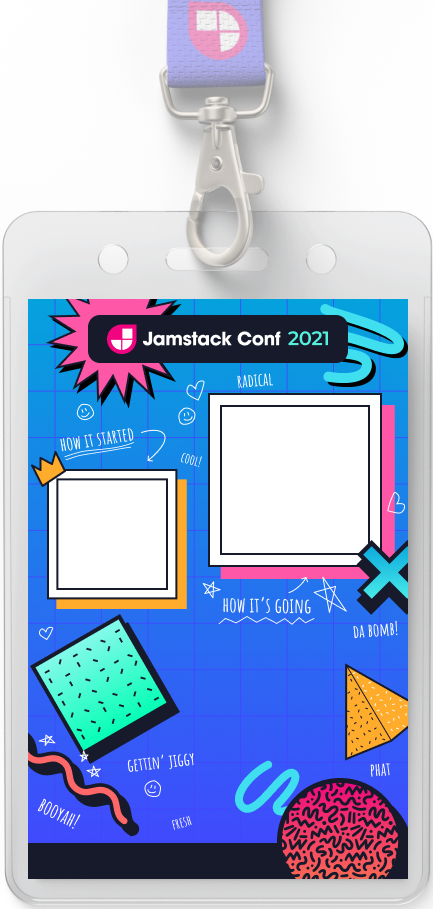 Jamstack Conf 2021
RADICAL
HOW IT STARTED
COOL!
HOW IT'S GOING
DA BOMB!
GETTIN' JIGGY
PHAT
BOOYAH!
FRESH